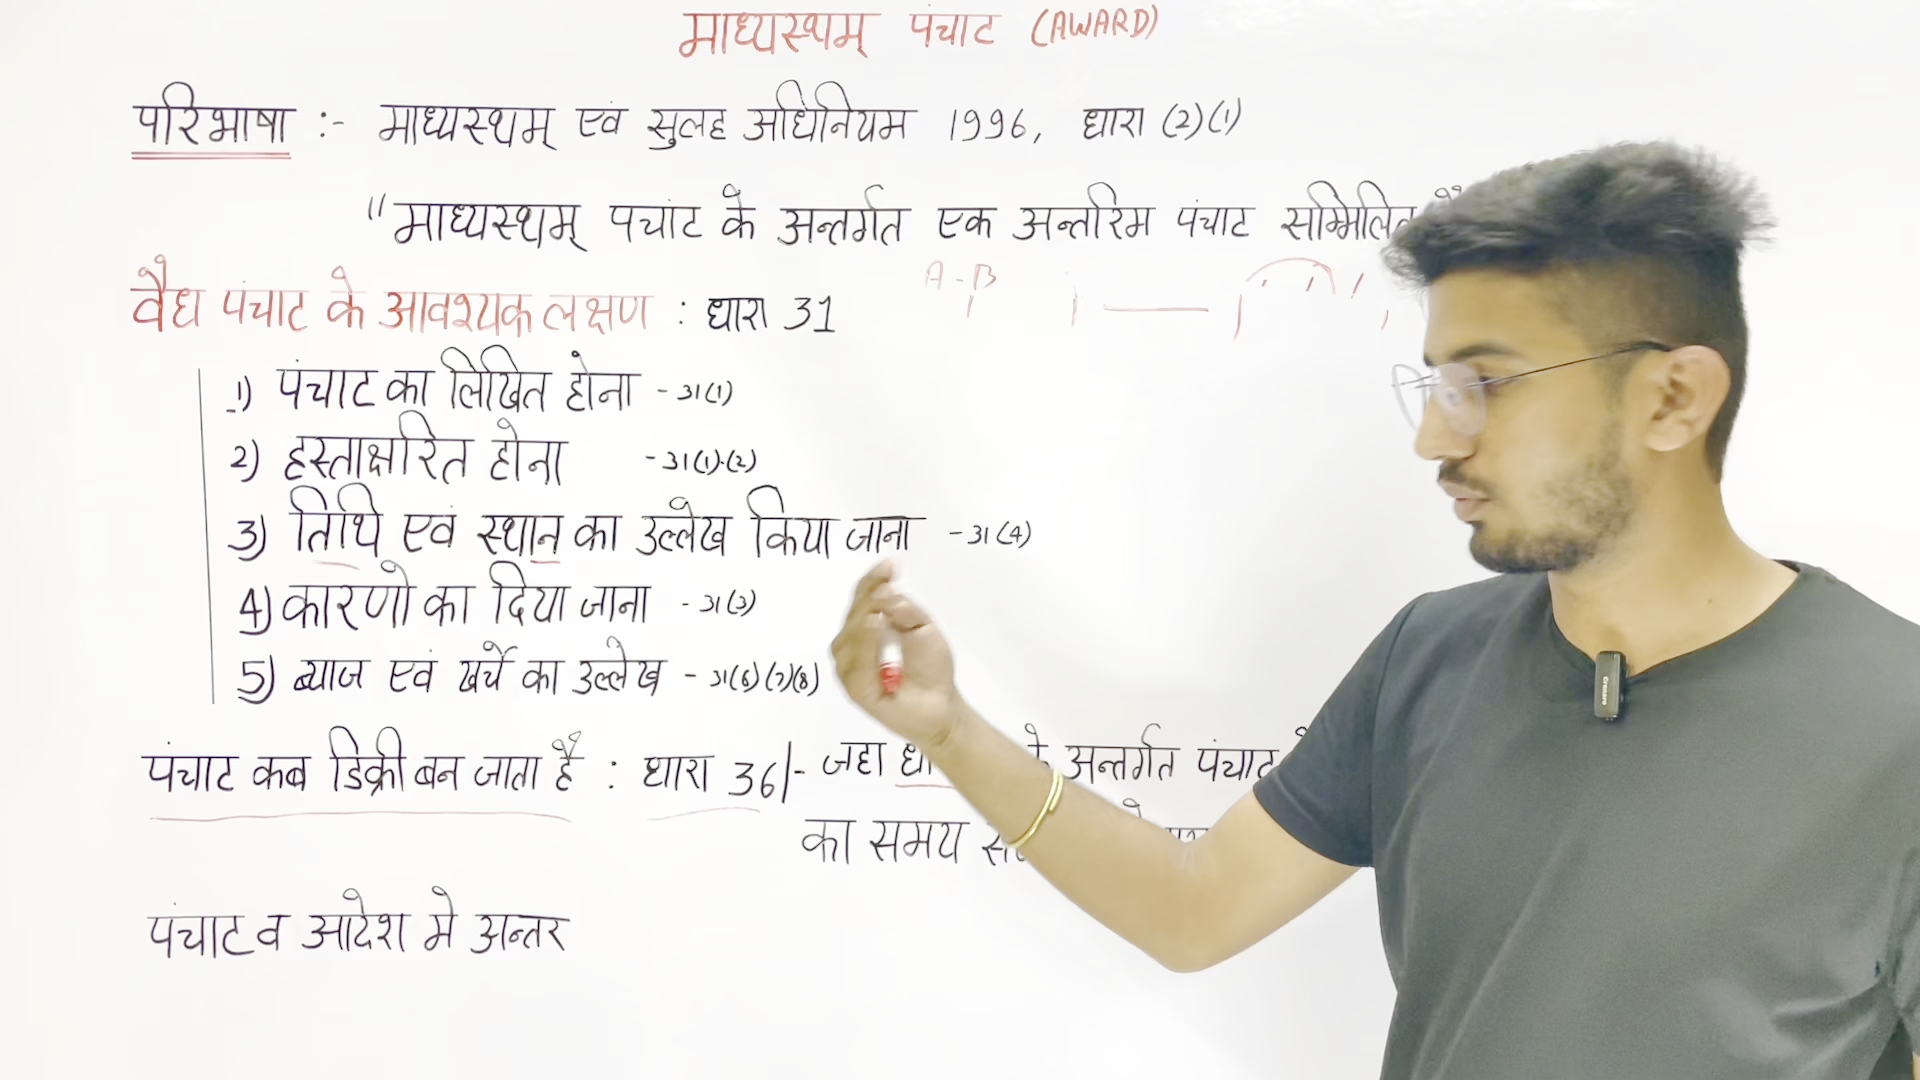 माध्यस्थम् पंचाट (AWARD)
परिभाषा :- माध्यस्थम् एवं सुलह अधिनियम 1996, धारा (2)(1)
"माध्यस्थम् पचांट के अन्तर्गत एक अन्तरिम पंचाट
A - B
वैध पंचाट के आवश्यक लक्षण : धारा 31
1) पंचाट का लिखित होना - 31(1)
2) हस्ताक्षरित होना - 31(1)·(2)
3) तिथि एवं स्थान का उल्लेख किया जाना - 31(4)
4) कारणो का दिया जाना - 31(3)
5) ब्याज एवं खर्चे का उल्लेख - 31(6)(7)(8)
पंचाट कब डिक्री बन जाता है : धारा 36/- जहा अन्तर्गत पंचाट
का समय
पंचाट व आदेश मे अन्तर